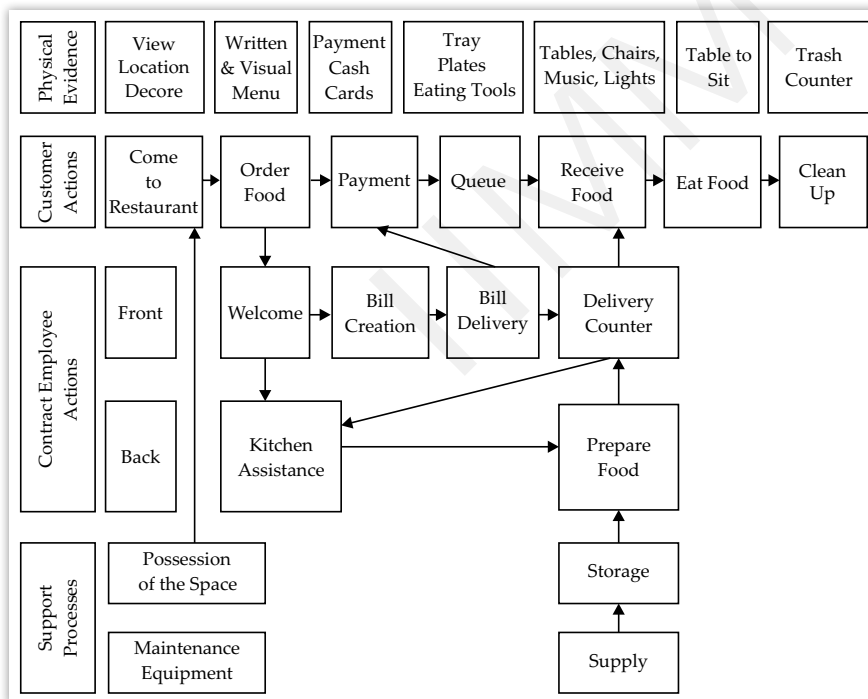 Physical
Evidence
View
Location
Decore
Written
& Visual
Menu
Payment
Cash
Cards
Tray
Plates
Eating Tools
Tables, Chairs,
Music, Lights
Table to
Sit
Trash
Counter
Customer
Actions
Come
to
Restaurant
Order
Food
Payment
Queue
Receive
Food
Eat Food
Clean
Up
Contract Employee
Actions
Front
Welcome
Bill
Creation
Bill
Delivery
Delivery
Counter
Back
Kitchen
Assistance
Prepare
Food
Support
Processes
Possession
of the Space
Storage
Maintenance
Equipment
Supply